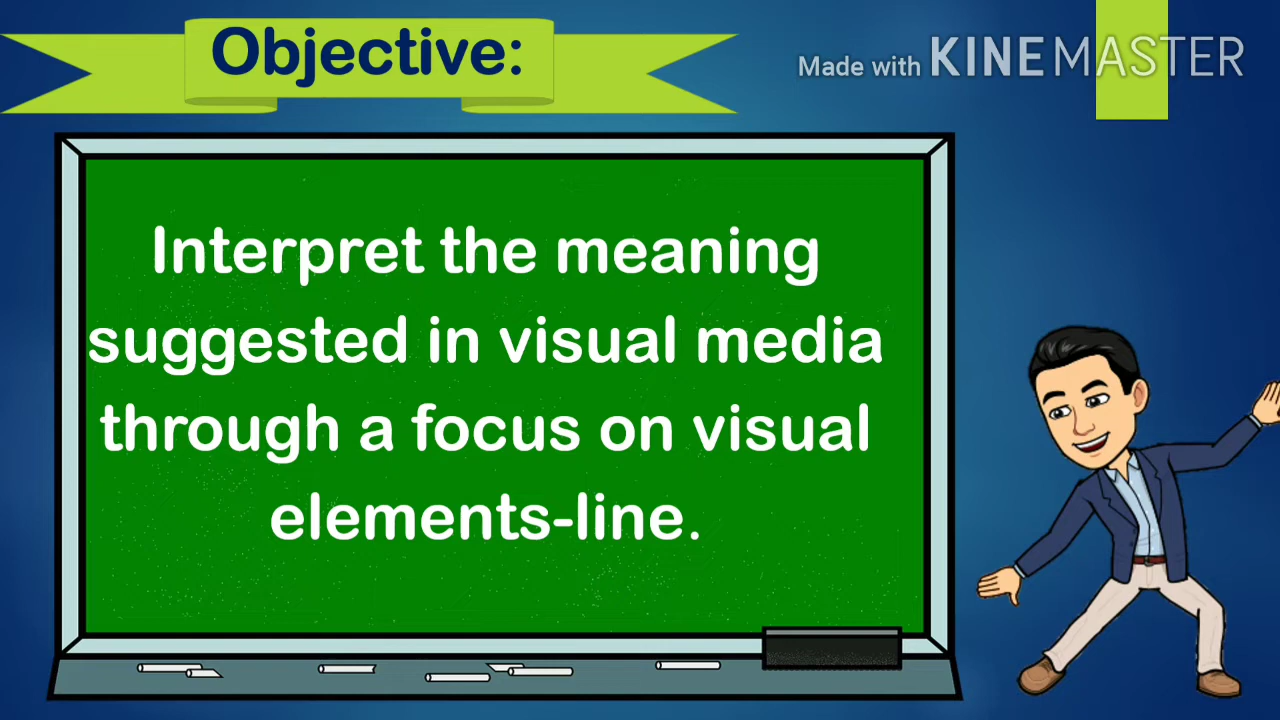 Objective:
Made with KINEMASTER
Interpret the meaning
suggested in visual media
through a focus on visual
elements-line.